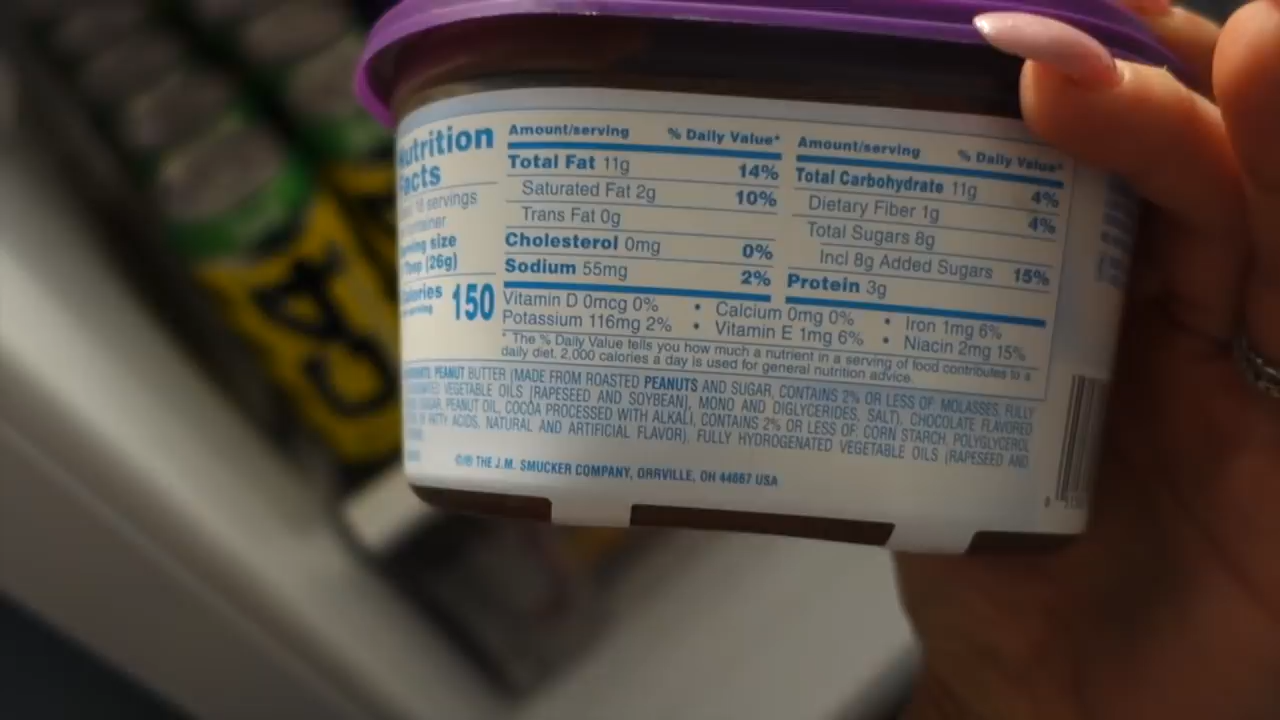 Nutrition
Facts
servings
container
serving size
Tbsp (26g)
Calories
150
Amount/serving % Daily Value*
Total Fat 11g 14%
Saturated Fat 2g 10%
Trans Fat 0g
Cholesterol 0mg 0%
Sodium 55mg 2%
Amount/serving % Daily Value*
Total Carbohydrate 11g 4%
Dietary Fiber 1g 4%
Total Sugars 8g
Incl 8g Added Sugars 15%
Protein 3g
Vitamin D 0mcg 0% • Calcium 0mg 0% • Iron 1mg 6%
Potassium 116mg 2% • Vitamin E 1mg 6% • Niacin 2mg 15%
* The % Daily Value tells you how much a nutrient in a serving of food contributes to a
daily diet. 2,000 calories a day is used for general nutrition advice.
PEANUT BUTTER (MADE FROM ROASTED PEANUTS AND SUGAR, CONTAINS 2% OR LESS OF: MOLASSES, FULLY
VEGETABLE OILS (RAPESEED AND SOYBEAN), MONO AND DIGLYCERIDES, SALT), CHOCOLATE FLAVORED
SUGAR, PEANUT OIL, COCOA PROCESSED WITH ALKALI, CONTAINS 2% OR LESS OF: CORN STARCH, POLYGLYCEROL
FATTY ACIDS, NATURAL AND ARTIFICIAL FLAVOR), FULLY HYDROGENATED VEGETABLE OILS (RAPESEED AND
©/® THE J.M. SMUCKER COMPANY, ORRVILLE, OH 44667 USA